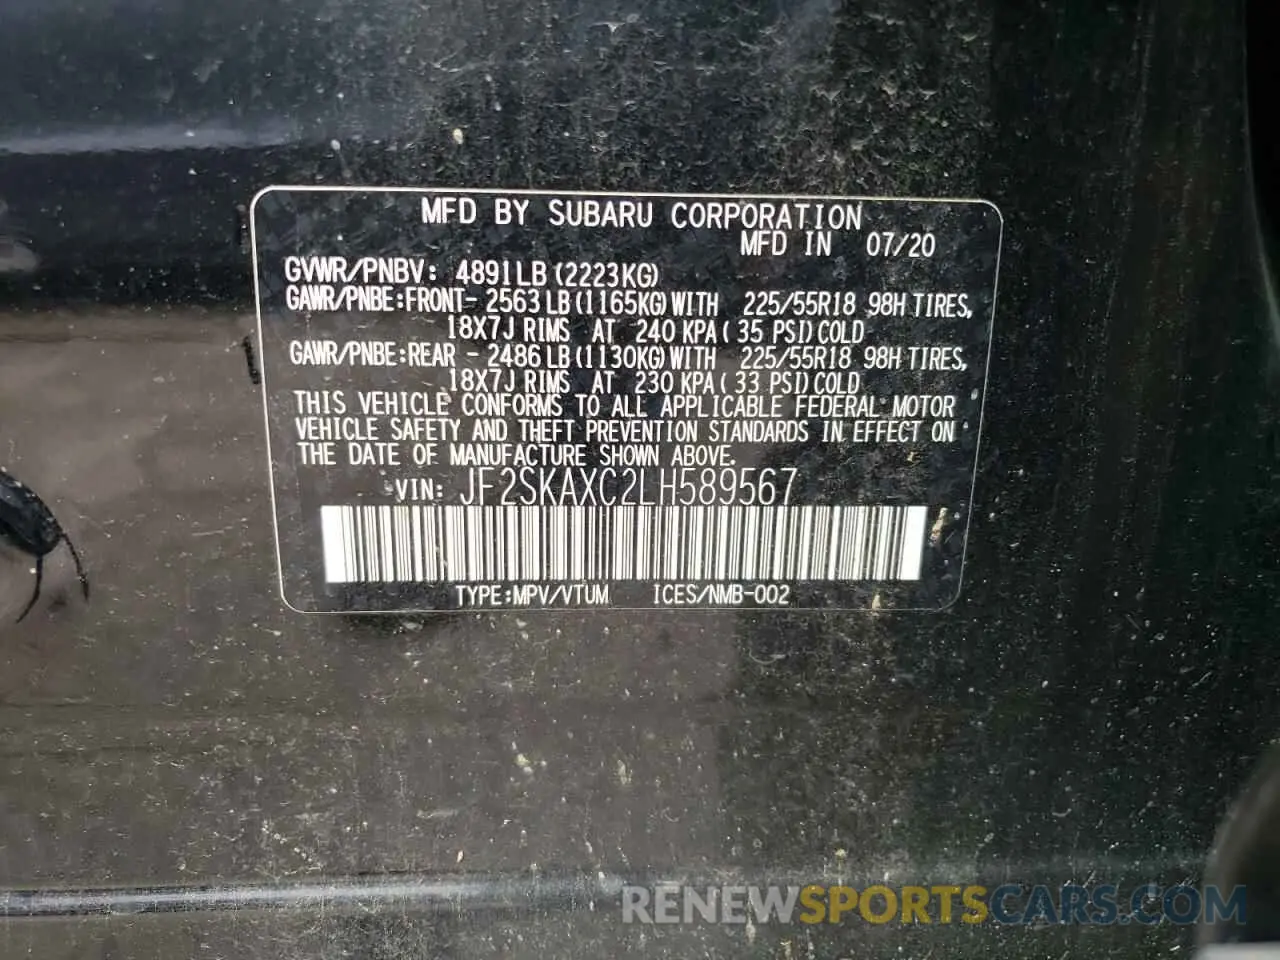 MFD BY SUBARU CORPORATION
MFD IN 07/20
GVWR/PNBV: 4891LB (2223KG)
GAWR/PNBE:FRONT- 2563LB(1165KG)WITH 225/55R18 98H TIRES,
18X7J RIMS AT 240 KPA( 35 PSI)COLD
GAWR/PNBE:REAR - 2486LB(1130KG)WITH 225/55R18 98H TIRES,
18X7J RIMS AT 230 KPA( 33 PSI)COLD
THIS VEHICLE CONFORMS TO ALL APPLICABLE FEDERAL MOTOR
VEHICLE SAFETY AND THEFT PREVENTION STANDARDS IN EFFECT ON
THE DATE OF MANUFACTURE SHOWN ABOVE.
VIN: JF2SKAXC2LH589567
TYPE:MPV/VTUM ICES/NMB-002
RENEWSPORTSCARS.COM